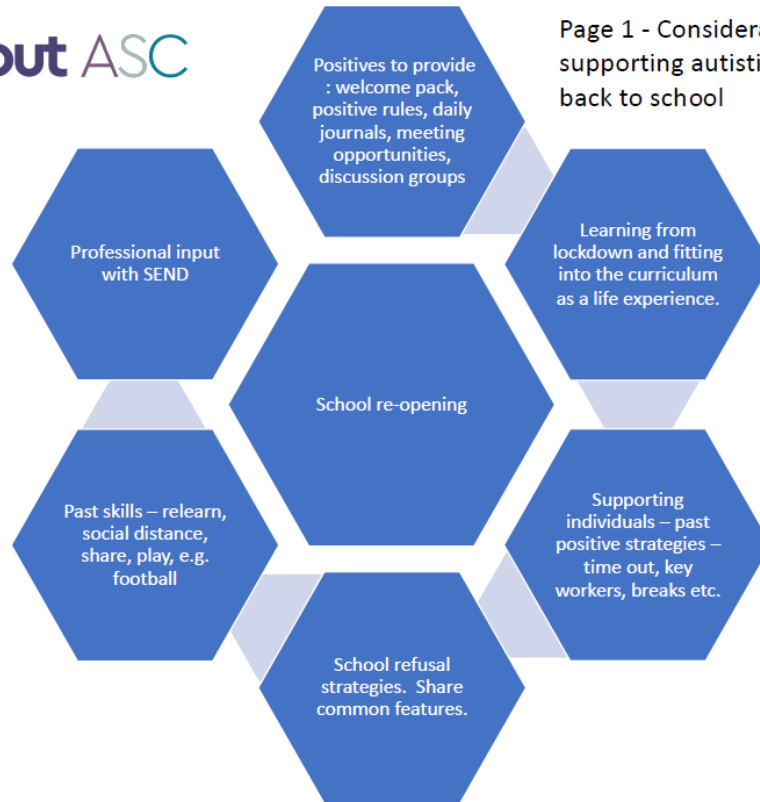 out ASC
Page 1 - Considera
supporting autisti
back to school
Positives to provide
: welcome pack,
positive rules, daily
journals, meeting
opportunities,
discussion groups
Professional input
with SEND
Learning from
lockdown and fitting
into the curriculum
as a life experience.
School re-opening
Past skills – relearn,
social distance,
share, play, e.g.
football
Supporting
individuals – past
positive strategies –
time out, key
workers, breaks etc.
School refusal
strategies.  Share
common features.